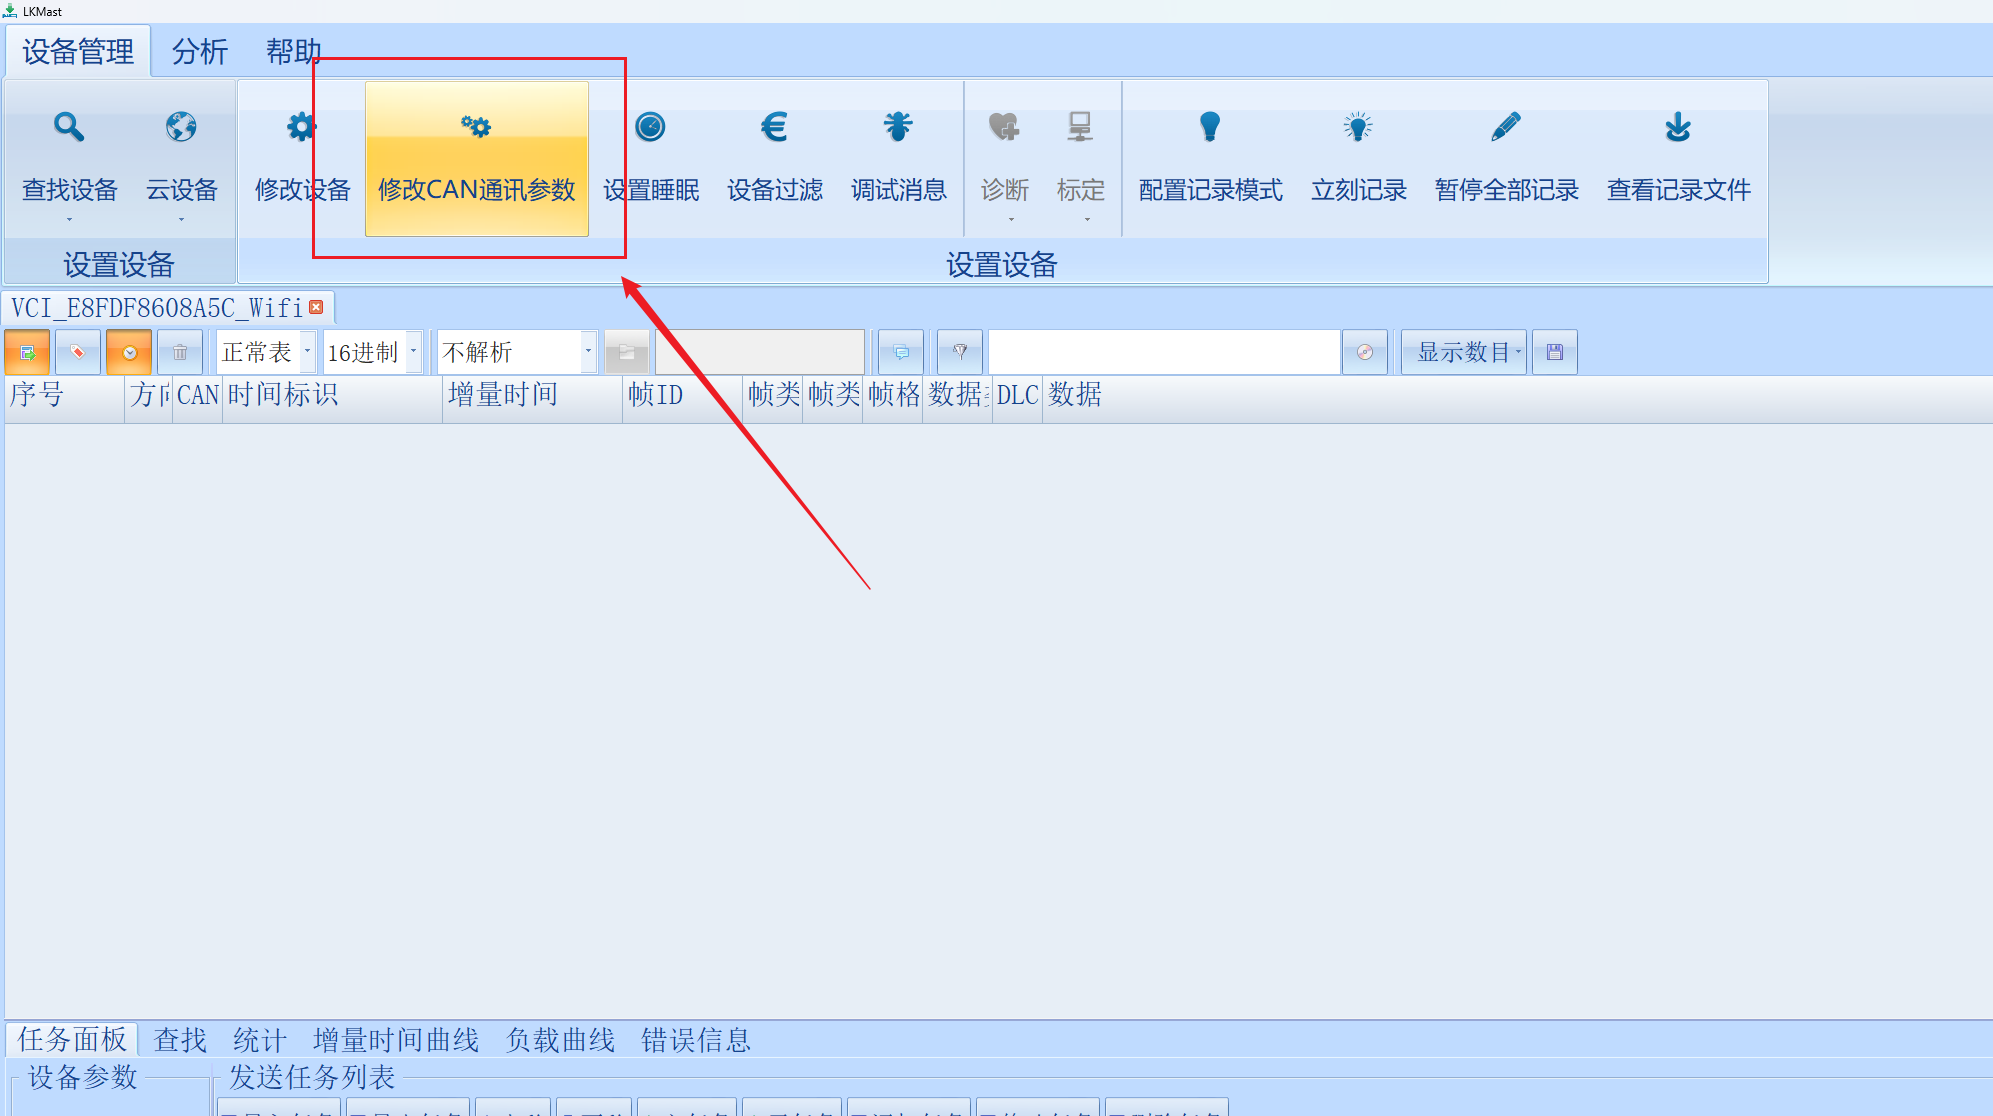 LKMast
设备管理 分析 帮助
查找设备 云设备 修改设备 修改CAN通讯参数 设置睡眠 设备过滤 调试消息 诊断 标定 配置记录模式 立刻记录 暂停全部记录 查看记录文件
设置设备 设置设备
VCI_E8FDF8608A5C_Wifi
正常表 16进制 不解析 显示数目
序号 方向 CAN 时间标识 增量时间 帧ID 帧类 帧类 帧格 数据 DLC 数据
任务面板 查找 统计 增量时间曲线 负载曲线 错误信息
设备参数 发送任务列表